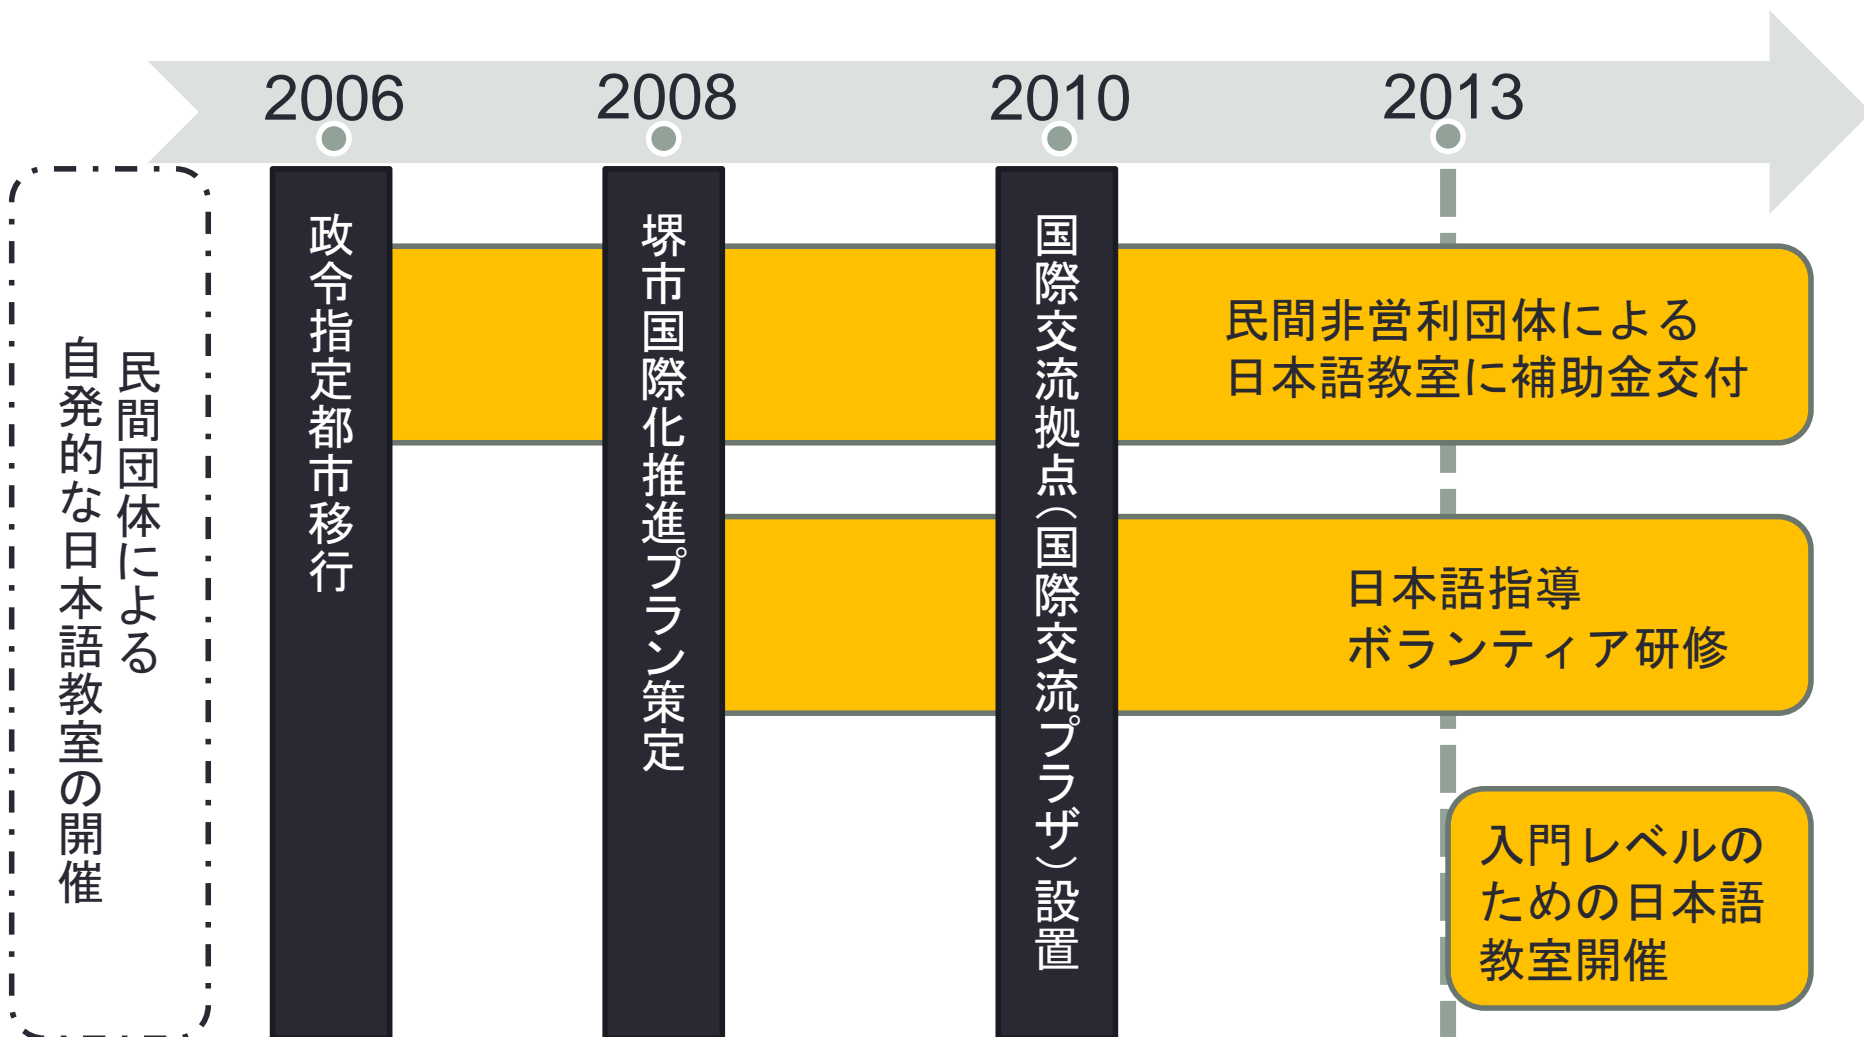 2006
2008
2010
2013
民間団体による
自発的な日本語教室の開催
政令指定都市移行
堺市国際化推進プラン策定
国際交流拠点（国際交流プラザ）設置
民間非営利団体による
日本語教室に補助金交付
日本語指導
ボランティア研修
入門レベルの
ための日本語
教室開催